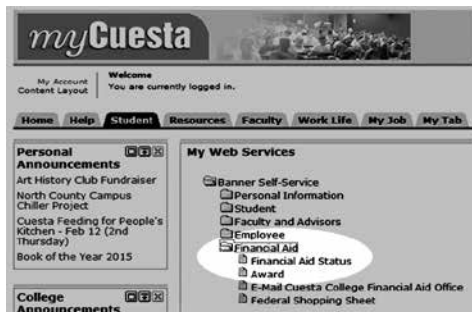 myCuesta
My Account
Content Layout
Welcome
You are currently logged in.
Home Help Student Resources Faculty Work Life My Job My Tab
Personal
Announcements
Art History Club Fundraiser
North County Campus
Chiller Project
Cuesta Feeding for People's
Kitchen - Feb 12 (2nd
Thursday)
Book of the Year 2015
College
Announcements
My Web Services
Banner Self-Service
Personal Information
Student
Faculty and Advisors
Employee
Financial Aid
Financial Aid Status
Award
E-Mail Cuesta College Financial Aid Office
Federal Shopping Sheet